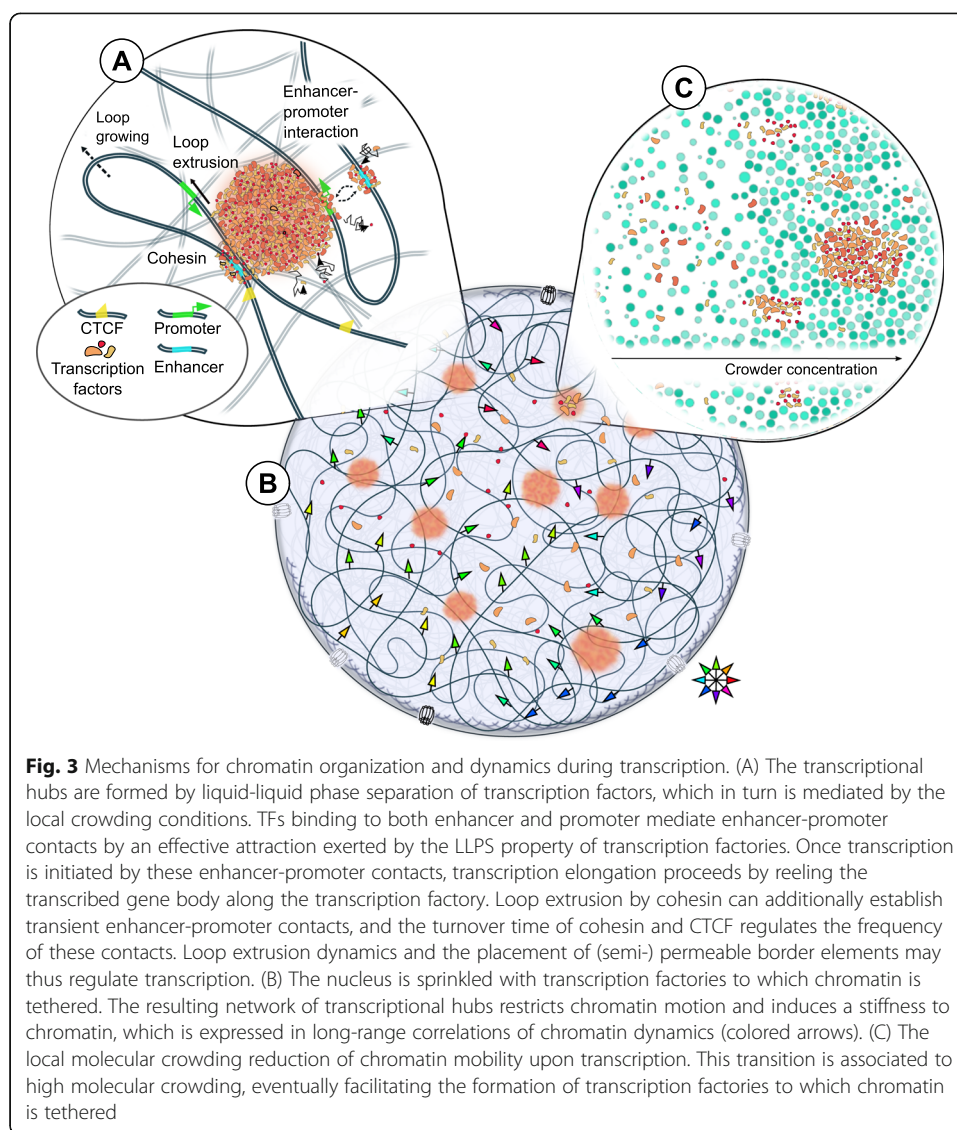 A
Loop
growing
Loop
extrusion
Enhancer-
promoter
interaction
Cohesin
CTCF
Promoter
Transcription
factors
Enhancer
C
Crowder concentration
B
Fig. 3 Mechanisms for chromatin organization and dynamics during transcription. (A) The transcriptional
hubs are formed by liquid-liquid phase separation of transcription factors, which in turn is mediated by the
local crowding conditions. TFs binding to both enhancer and promoter mediate enhancer-promoter
contacts by an effective attraction exerted by the LLPS property of transcription factories. Once transcription
is initiated by these enhancer-promoter contacts, transcription elongation proceeds by reeling the
transcribed gene body along the transcription factory. Loop extrusion by cohesin can additionally establish
transient enhancer-promoter contacts, and the turnover time of cohesin and CTCF regulates the frequency
of these contacts. Loop extrusion dynamics and the placement of (semi-) permeable border elements may
thus regulate transcription. (B) The nucleus is sprinkled with transcription factories to which chromatin is
tethered. The resulting network of transcriptional hubs restricts chromatin motion and induces a stiffness to
chromatin, which is expressed in long-range correlations of chromatin dynamics (colored arrows). (C) The
local molecular crowding reduction of chromatin mobility upon transcription. This transition is associated to
high molecular crowding, eventually facilitating the formation of transcription factories to which chromatin
is tethered